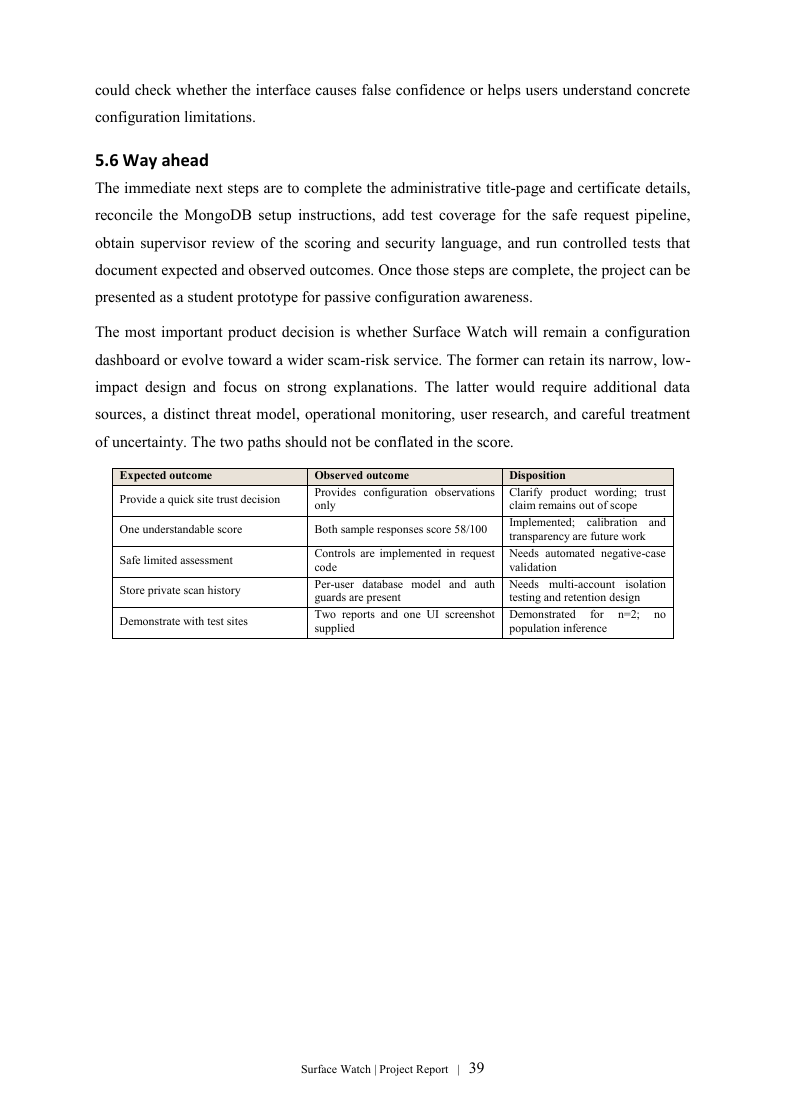 could check whether the interface causes false confidence or helps users understand concrete
configuration limitations.
5.6 Way ahead
The immediate next steps are to complete the administrative title-page and certificate details,
reconcile the MongoDB setup instructions, add test coverage for the safe request pipeline,
obtain supervisor review of the scoring and security language, and run controlled tests that
document expected and observed outcomes. Once those steps are complete, the project can be
presented as a student prototype for passive configuration awareness.
The most important product decision is whether Surface Watch will remain a configuration
dashboard or evolve toward a wider scam-risk service. The former can retain its narrow, low-
impact design and focus on strong explanations. The latter would require additional data
sources, a distinct threat model, operational monitoring, user research, and careful treatment
of uncertainty. The two paths should not be conflated in the score.
Expected outcome Observed outcome Disposition
Provide a quick site trust decision
Provides configuration observations
only
Clarify product wording; trust
claim remains out of scope
One understandable score
Both sample responses score 58/100
Implemented; calibration and
transparency are future work
Safe limited assessment
Controls are implemented in request
code
Needs automated negative-case
validation
Store private scan history
Per-user database model and auth
guards are present
Needs multi-account isolation
testing and retention design
Demonstrate with test sites
Two reports and one UI screenshot
supplied
Demonstrated for n=2; no
population inference
Surface Watch | Project Report | 39